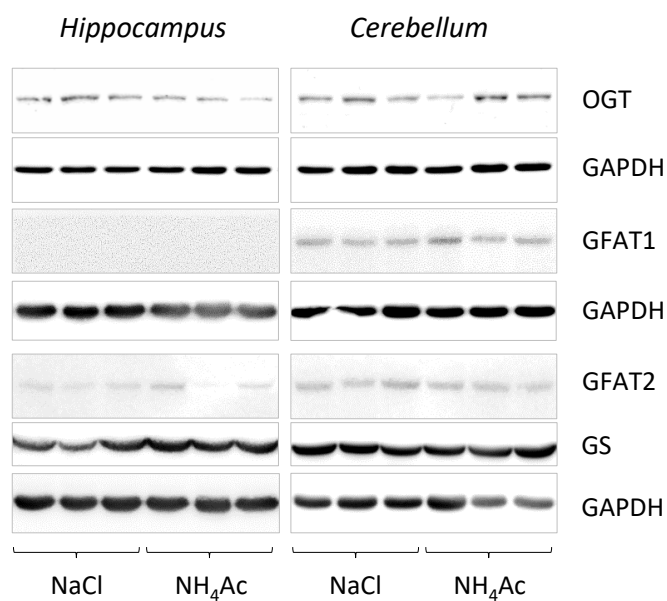 Hippocampus Cerebellum
OGT
GAPDH
GFAT1
GAPDH
GFAT2
GS
GAPDH
NaCl NH₄Ac NaCl NH₄Ac